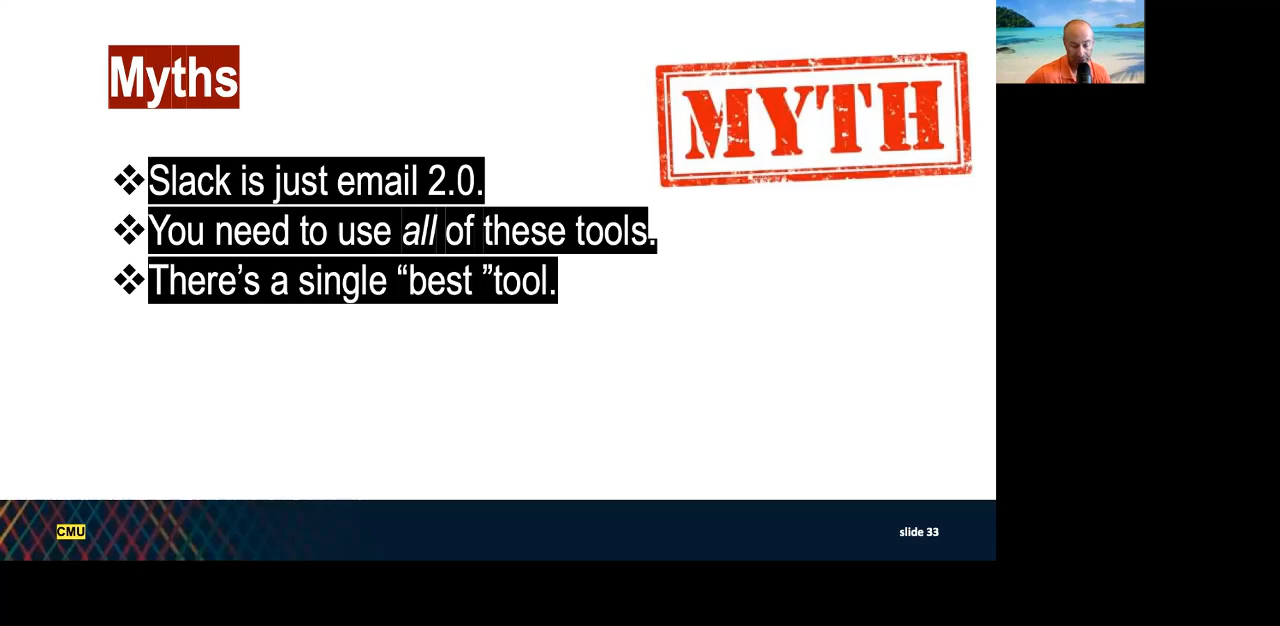 Myths
MYTH
❖Slack is just email 2.0.
❖You need to use all of these tools.
❖There’s a single “best ”tool.
CMU
slide 33